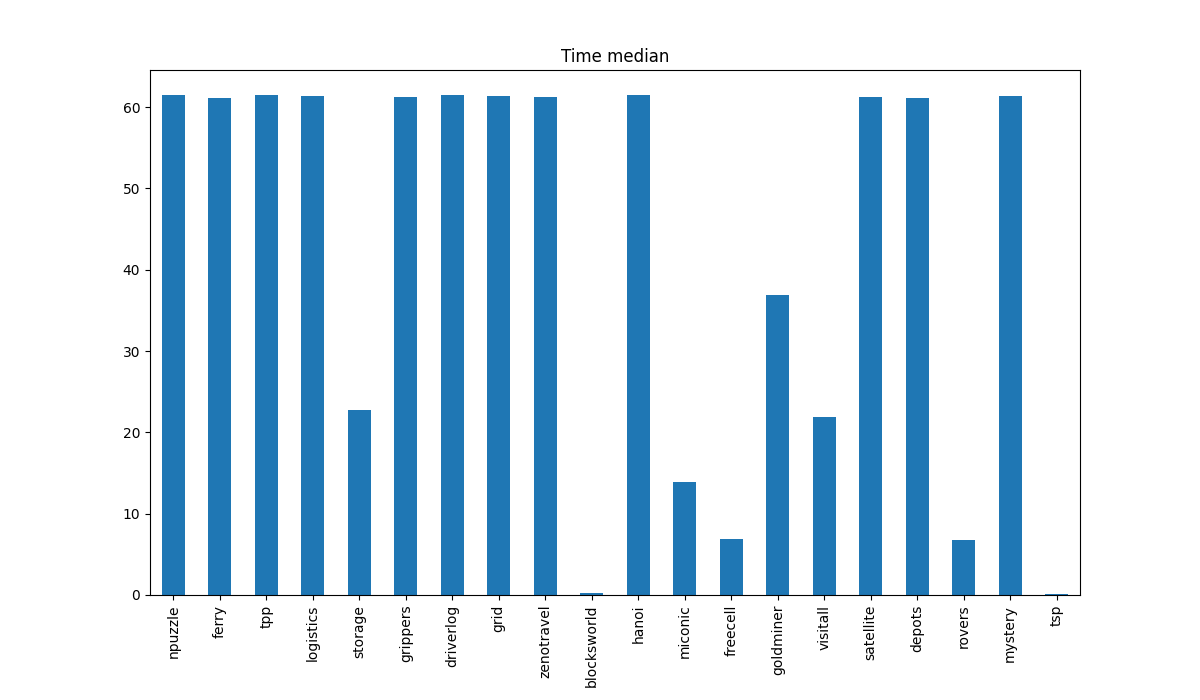 Time median
60
50
40
30
20
10
0
npuzzle
ferry
tpp
logistics
storage
grippers
driverlog
grid
zenotravel
blocksworld
hanoi
miconic
freecell
goldminer
visitall
satellite
depots
rovers
mystery
tsp